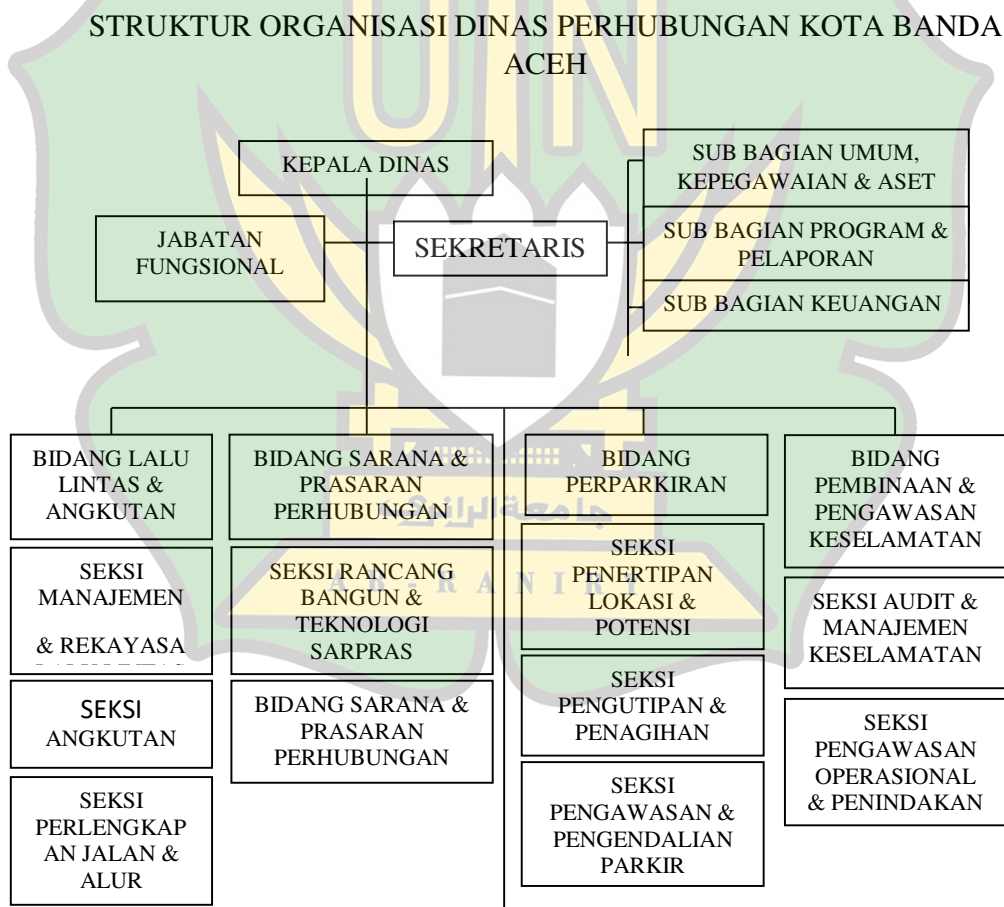 STRUKTUR ORGANISASI DINAS PERHUBUNGAN KOTA BANDA
ACEH
UIN
KEPALA DINAS
JABATAN
FUNGSIONAL
SEKRETARIS
SUB BAGIAN UMUM,
KEPEGAWAIAN & ASET
SUB BAGIAN PROGRAM &
PELAPORAN
SUB BAGIAN KEUANGAN
BIDANG LALU
LINTAS &
ANGKUTAN
SEKSI
MANAJEMEN
& REKAYASA
SEKSI
ANGKUTAN
SEKSI
PERLENGKAP
AN JALAN &
ALUR
BIDANG SARANA &
PRASARAN
PERHUBUNGAN
SEKSI RANCANG
BANGUN &
TEKNOLOGI
SARPRAS
BIDANG SARANA &
PRASARAN
PERHUBUNGAN
BIDANG
PERPARKIRAN
SEKSI
PENERTIPAN
LOKASI &
POTENSI
SEKSI
PENGUTIPAN &
PENAGIHAN
SEKSI
PENGAWASAN &
PENGENDALIAN
PARKIR
BIDANG
PEMBINAAN &
PENGAWASAN
KESELAMATAN
SEKSI AUDIT &
MANAJEMEN
KESELAMATAN
SEKSI
PENGAWASAN
OPERASIONAL
& PENINDAKAN
جامعة الرانري
AR-RANIRY